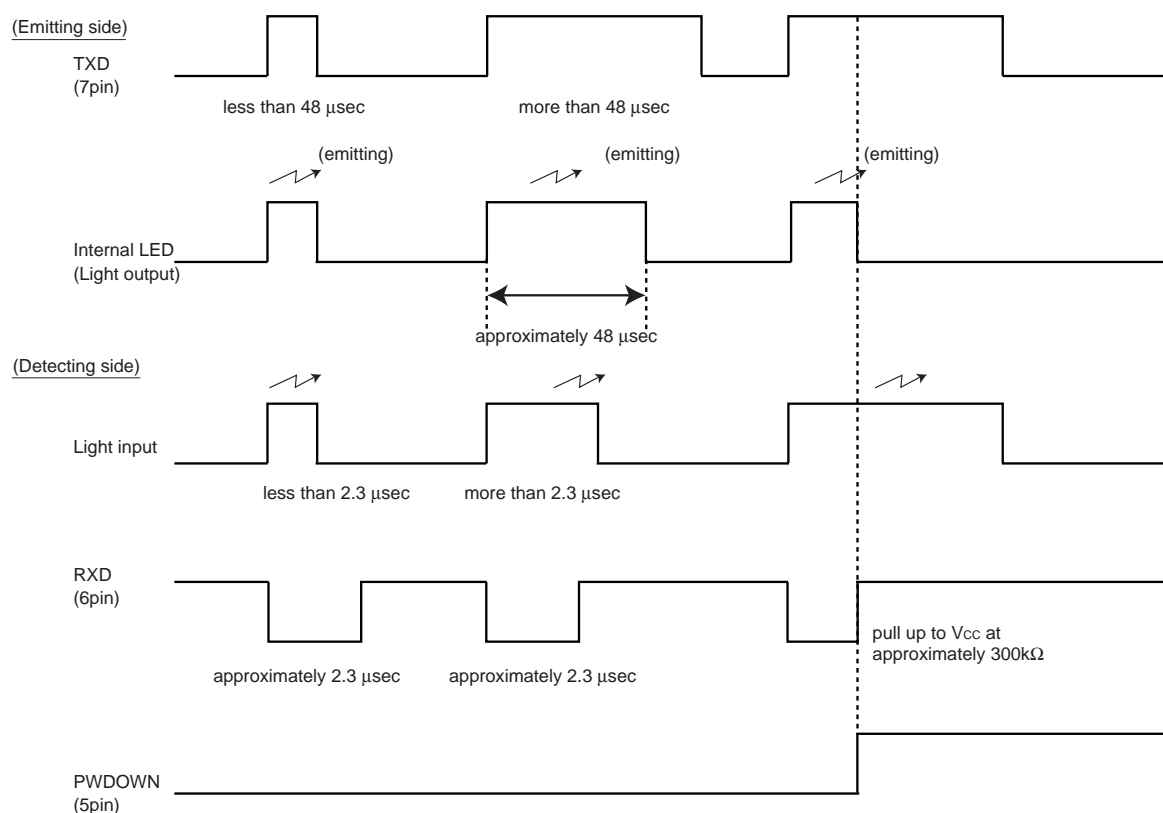 (Emitting side)
TXD
(7pin)
less than 48 μsec
more than 48 μsec
(emitting)
(emitting)
(emitting)
Internal LED
(Light output)
approximately 48 μsec
(Detecting side)
Light input
less than 2.3 μsec
more than 2.3 μsec
RXD
(6pin)
pull up to VCC at
approximately 300kΩ
approximately 2.3 μsec
approximately 2.3 μsec
PWDOWN
(5pin)